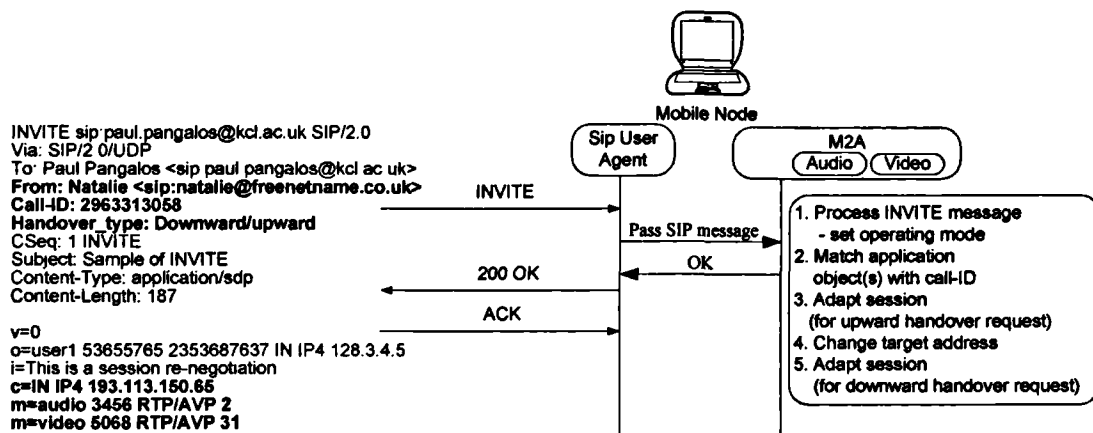 Mobile Node
INVITE sip:paul.pangalos@kcl.ac.uk SIP/2.0
Via: SIP/2 0/UDP
To: Paul Pangalos <sip paul pangalos@kcl ac uk>
From: Natalie <sip:natalie@freenetname.co.uk>
Call-ID: 2963313058
Handover_type: Downward/upward
CSeq: 1 INVITE
Subject: Sample of INVITE
Content-Type: application/sdp
Content-Length: 187
v=0
o=user1 53655765 2353687637 IN IP4 128.3.4.5
i=This is a session re-negotiation
c=IN IP4 193.113.150.65
m=audio 3456 RTP/AVP 2
m=video 5068 RTP/AVP 31
Sip User
Agent
M2A
Audio Video
INVITE
Pass SIP message
OK
200 OK
ACK
1. Process INVITE message
- set operating mode
2. Match application
object(s) with call-ID
3. Adapt session
(for upward handover request)
4. Change target address
5. Adapt session
(for downward handover request)